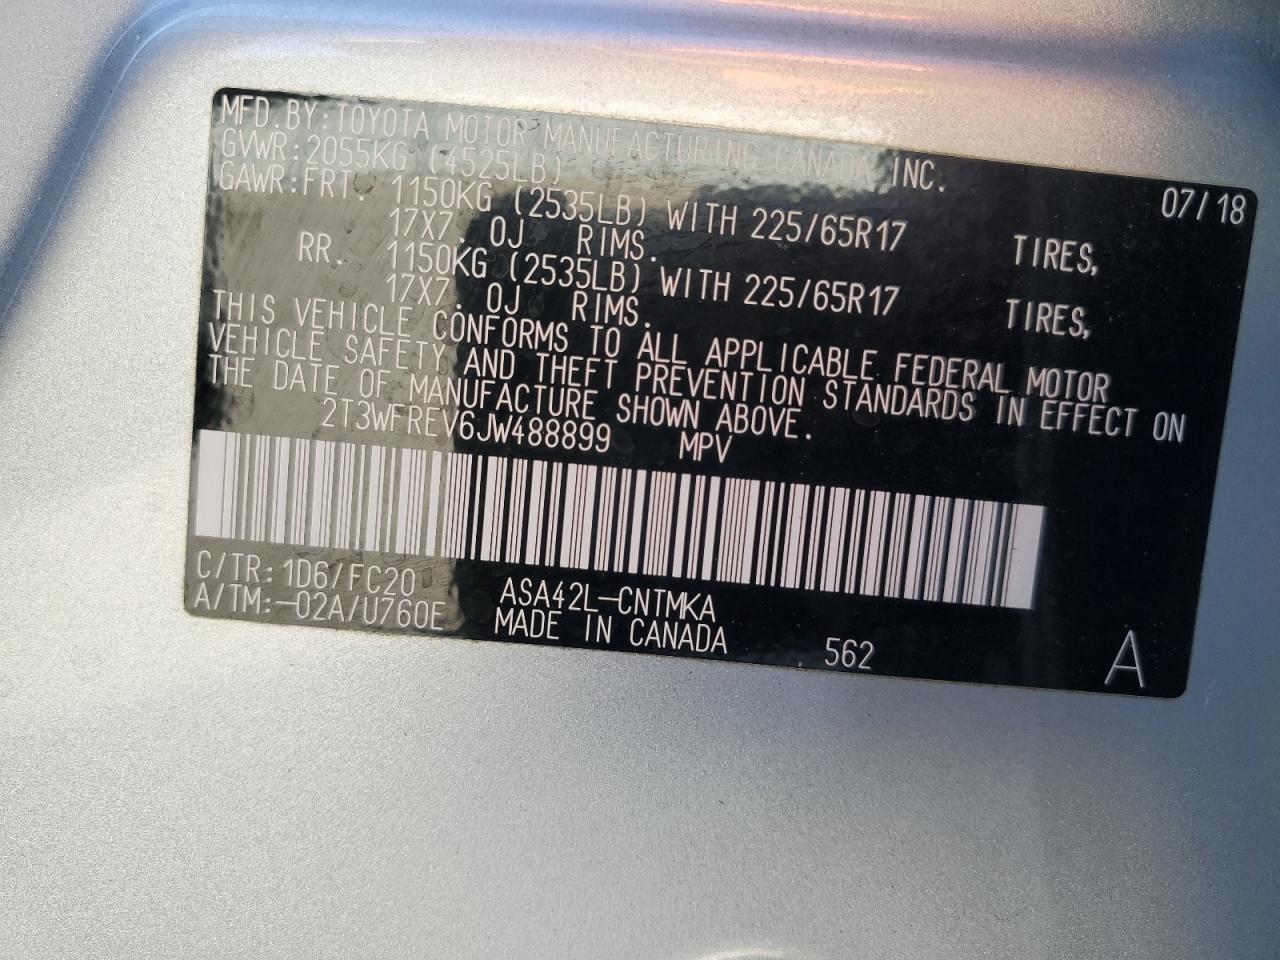 MFD.BY:TOYOTA MOTOR MANUFACTURING CANADA INC. 07/18
GVWR:2055KG (4525LB)
GAWR:FRT. 1150KG (2535LB) WITH 225/65R17 TIRES,
17X7.0J RIMS.
RR. 1150KG (2535LB) WITH 225/65R17 TIRES,
17X7.0J RIMS.
THIS VEHICLE CONFORMS TO ALL APPLICABLE FEDERAL MOTOR
VEHICLE SAFETY AND THEFT PREVENTION STANDARDS IN EFFECT ON
THE DATE OF MANUFACTURE SHOWN ABOVE.
2T3WFREV6JW488899 MPV
C/TR:1D6/FC20 ASA42L-CNTMKA
A/TM:-02A/U760E MADE IN CANADA 562 A